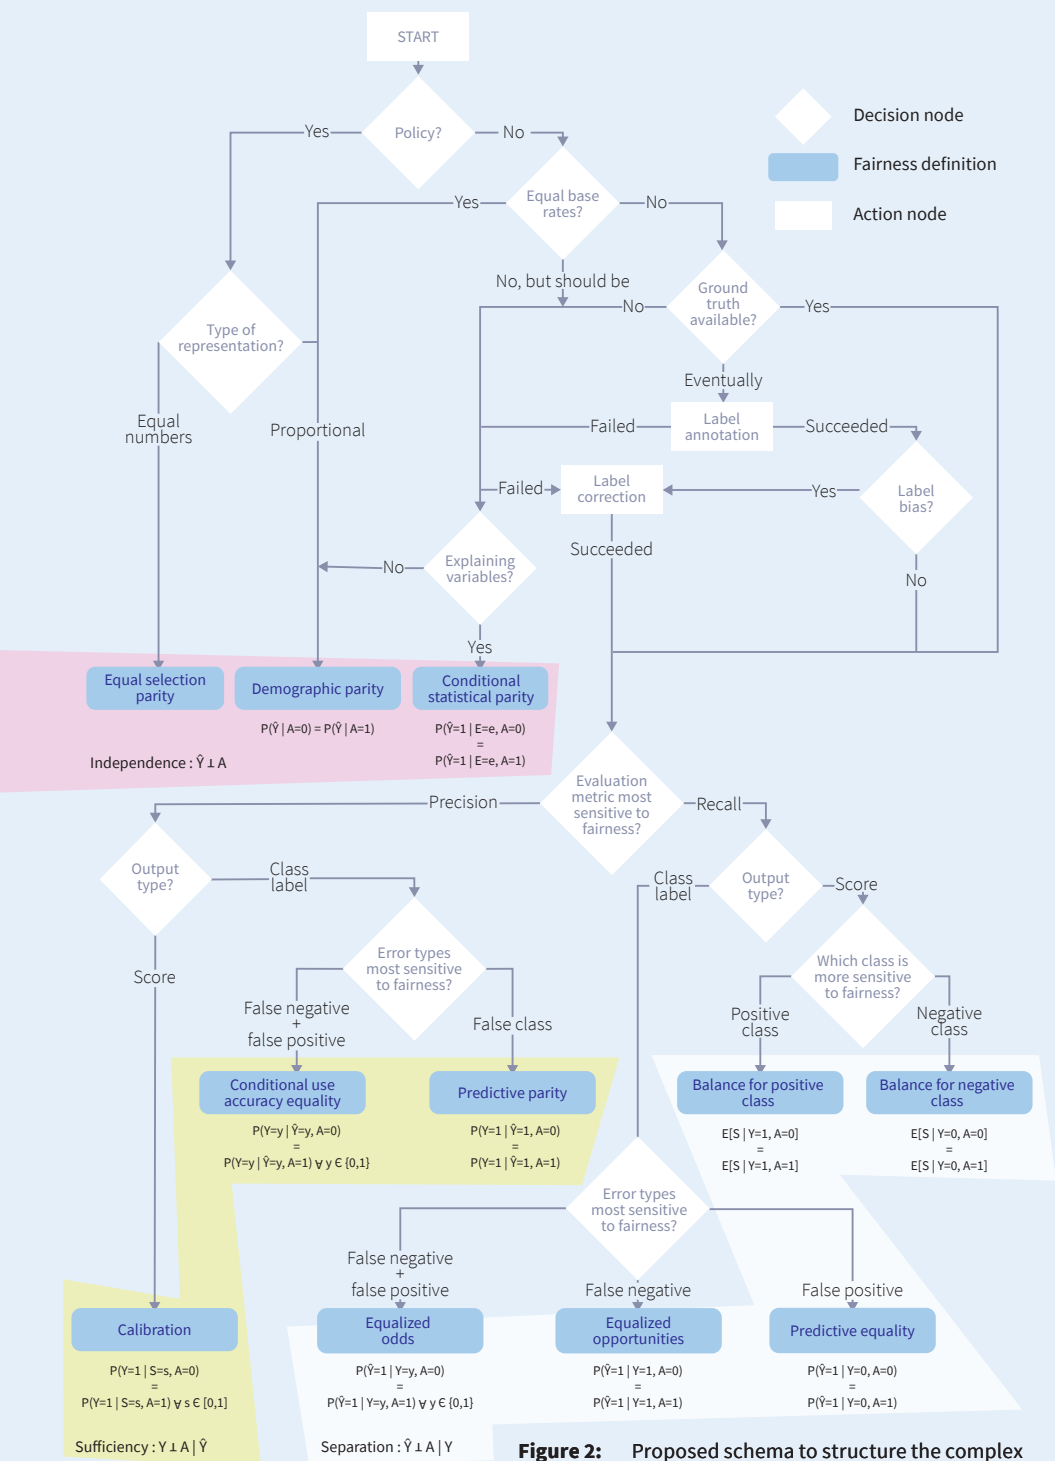 START
Policy?
Yes
No
Decision node
Fairness definition
Action node
Equal base
rates?
Yes
No
No, but should be
Ground
truth
available?
No
Yes
Type of
representation?
Eventually
Equal
numbers
Proportional
Label
annotation
Failed
Succeeded
Label
correction
Failed
Yes
Label
bias?
Succeeded
No
Explaining
variables?
No
Yes
Equal selection
parity
Demographic parity
P(Ŷ | A=0) = P(Ŷ | A=1)
Conditional
statistical parity
P(Ŷ=1 | E=e, A=0)
=
P(Ŷ=1 | E=e, A=1)
Independence : Ŷ ⊥ A
Evaluation
metric most
sensitive to
fairness?
Precision
Recall
Output
type?
Class
label
Score
Error types
most sensitive
to fairness?
False negative
+
false positive
False class
Output
type?
Class
label
Score
Which class is
more sensitive
to fairness?
Positive
class
Negative
class
Conditional use
accuracy equality
P(Y=y | Ŷ=y, A=0)
=
P(Y=y | Ŷ=y, A=1) ∀ y ∈ {0,1}
Predictive parity
P(Y=1 | Ŷ=1, A=0)
=
P(Y=1 | Ŷ=1, A=1)
Balance for positive
class
E[S | Y=1, A=0]
=
E[S | Y=1, A=1]
Balance for negative
class
E[S | Y=0, A=0]
=
E[S | Y=0, A=1]
Error types
most sensitive
to fairness?
False negative
+
false positive
False negative
False positive
Calibration
P(Y=1 | S=s, A=0)
=
P(Y=1 | S=s, A=1) ∀ s ∈ [0,1]
Equalized
odds
P(Ŷ=1 | Y=y, A=0)
=
P(Ŷ=1 | Y=y, A=1) ∀ y ∈ {0,1}
Equalized
opportunities
P(Ŷ=1 | Y=1, A=0)
=
P(Ŷ=1 | Y=1, A=1)
Predictive equality
P(Ŷ=1 | Y=0, A=0)
=
P(Ŷ=1 | Y=0, A=1)
Sufficiency : Y ⊥ A | Ŷ
Separation : Ŷ ⊥ A | Y
Figure 2: Proposed schema to structure the complex